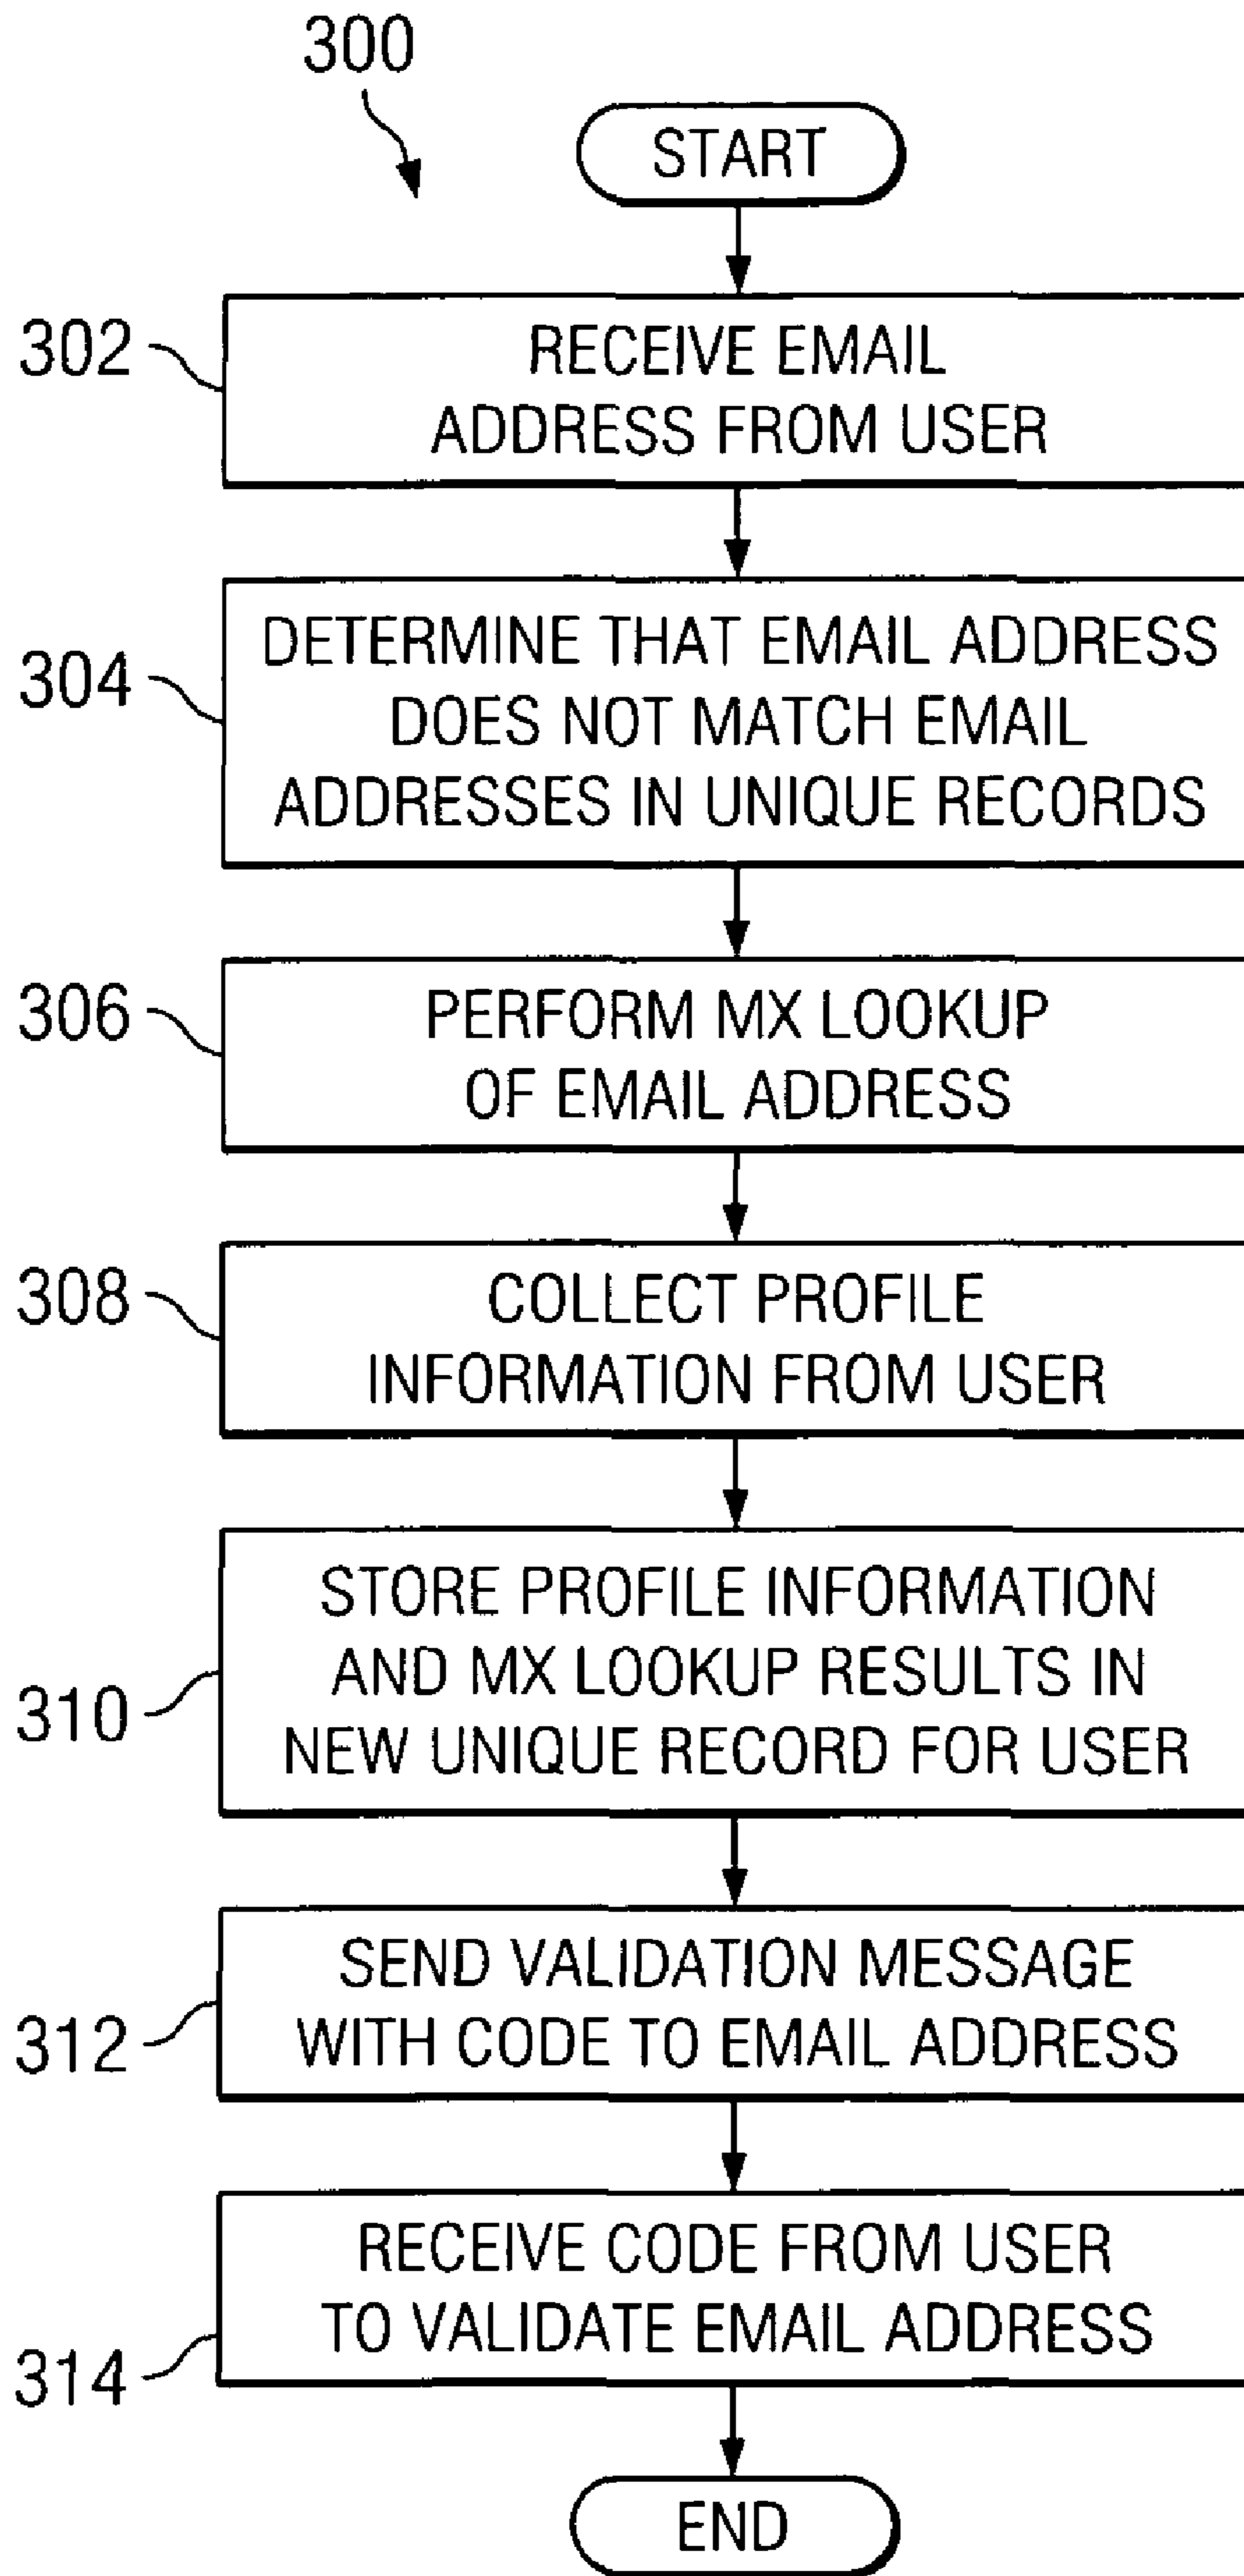 300
START
302
RECEIVE EMAIL
ADDRESS FROM USER
304
DETERMINE THAT EMAIL ADDRESS
DOES NOT MATCH EMAIL
ADDRESSES IN UNIQUE RECORDS
306
PERFORM MX LOOKUP
OF EMAIL ADDRESS
308
COLLECT PROFILE
INFORMATION FROM USER
310
STORE PROFILE INFORMATION
AND MX LOOKUP RESULTS IN
NEW UNIQUE RECORD FOR USER
312
SEND VALIDATION MESSAGE
WITH CODE TO EMAIL ADDRESS
314
RECEIVE CODE FROM USER
TO VALIDATE EMAIL ADDRESS
END